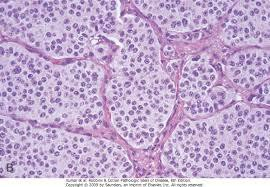 B
Kumar et al: Robbins & Cotran Pathologic Basis of Disease, 8th Edition.
Copyright © 2009 by Saunders, an imprint of Elsevier, Inc. All rights reserved.